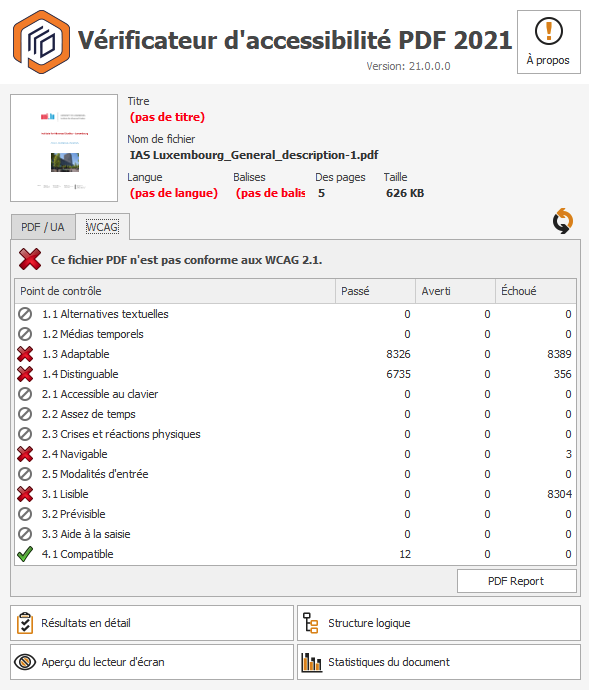 Vérificateur d'accessibilité PDF 2021
Version: 21.0.0.0
À propos
Titre
(pas de titre)
Nom de fichier
IAS Luxembourg_General_description-1.pdf
Langue Balises Des pages Taille
(pas de langue) (pas de balis 5 626 KB
PDF / UA WCAG
Ce fichier PDF n'est pas conforme aux WCAG 2.1.
Point de contrôle Passé Averti Échoué
1.1 Alternatives textuelles 0 0 0
1.2 Médias temporels 0 0 0
1.3 Adaptable 8326 0 8389
1.4 Distinguable 6735 0 356
2.1 Accessible au clavier 0 0 0
2.2 Assez de temps 0 0 0
2.3 Crises et réactions physiques 0 0 0
2.4 Navigable 0 0 3
2.5 Modalités d'entrée 0 0 0
3.1 Lisible 0 0 8304
3.2 Prévisible 0 0 0
3.3 Aide à la saisie 0 0 0
4.1 Compatible 12 0 0
PDF Report
Résultats en détail Structure logique
Aperçu du lecteur d'écran Statistiques du document